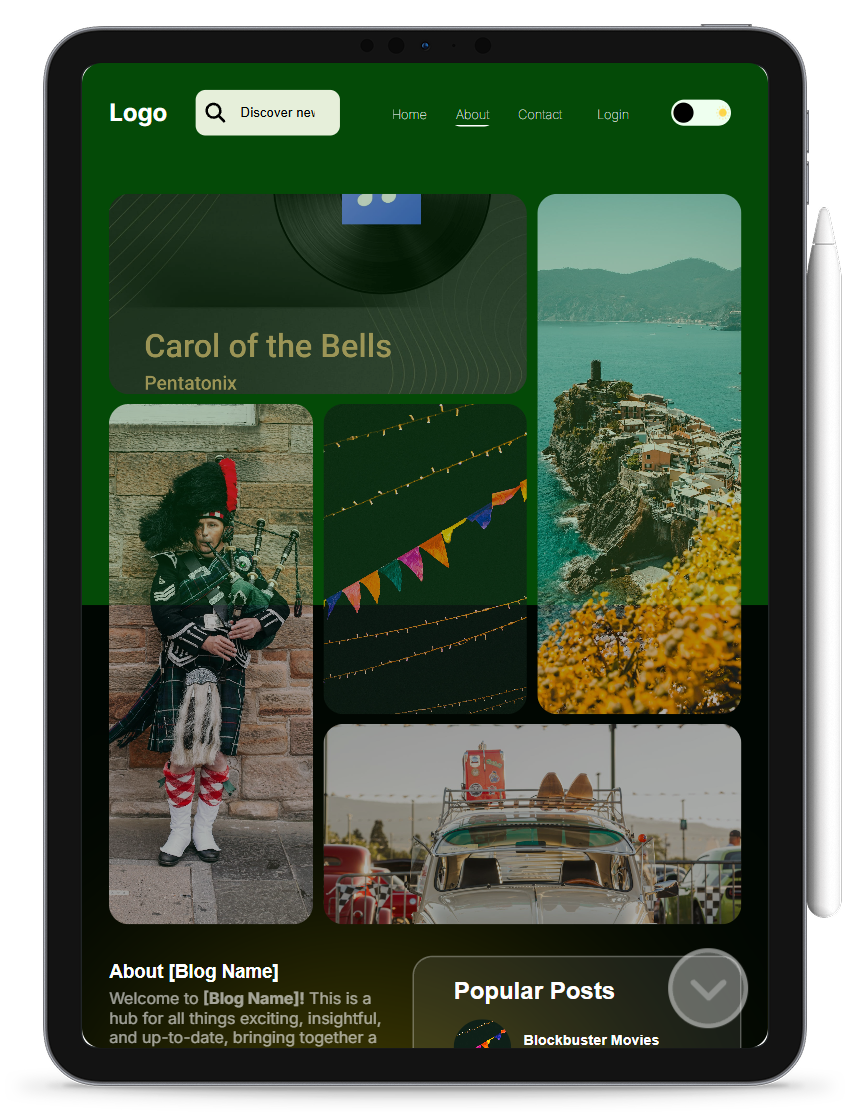 Logo
Discover nev
Home
About
Contact
Login
Carol of the Bells
Pentatonix
About [Blog Name]
Welcome to [Blog Name]! This is a
hub for all things exciting, insightful,
and up-to-date, bringing together a
Popular Posts
Blockbuster Movies